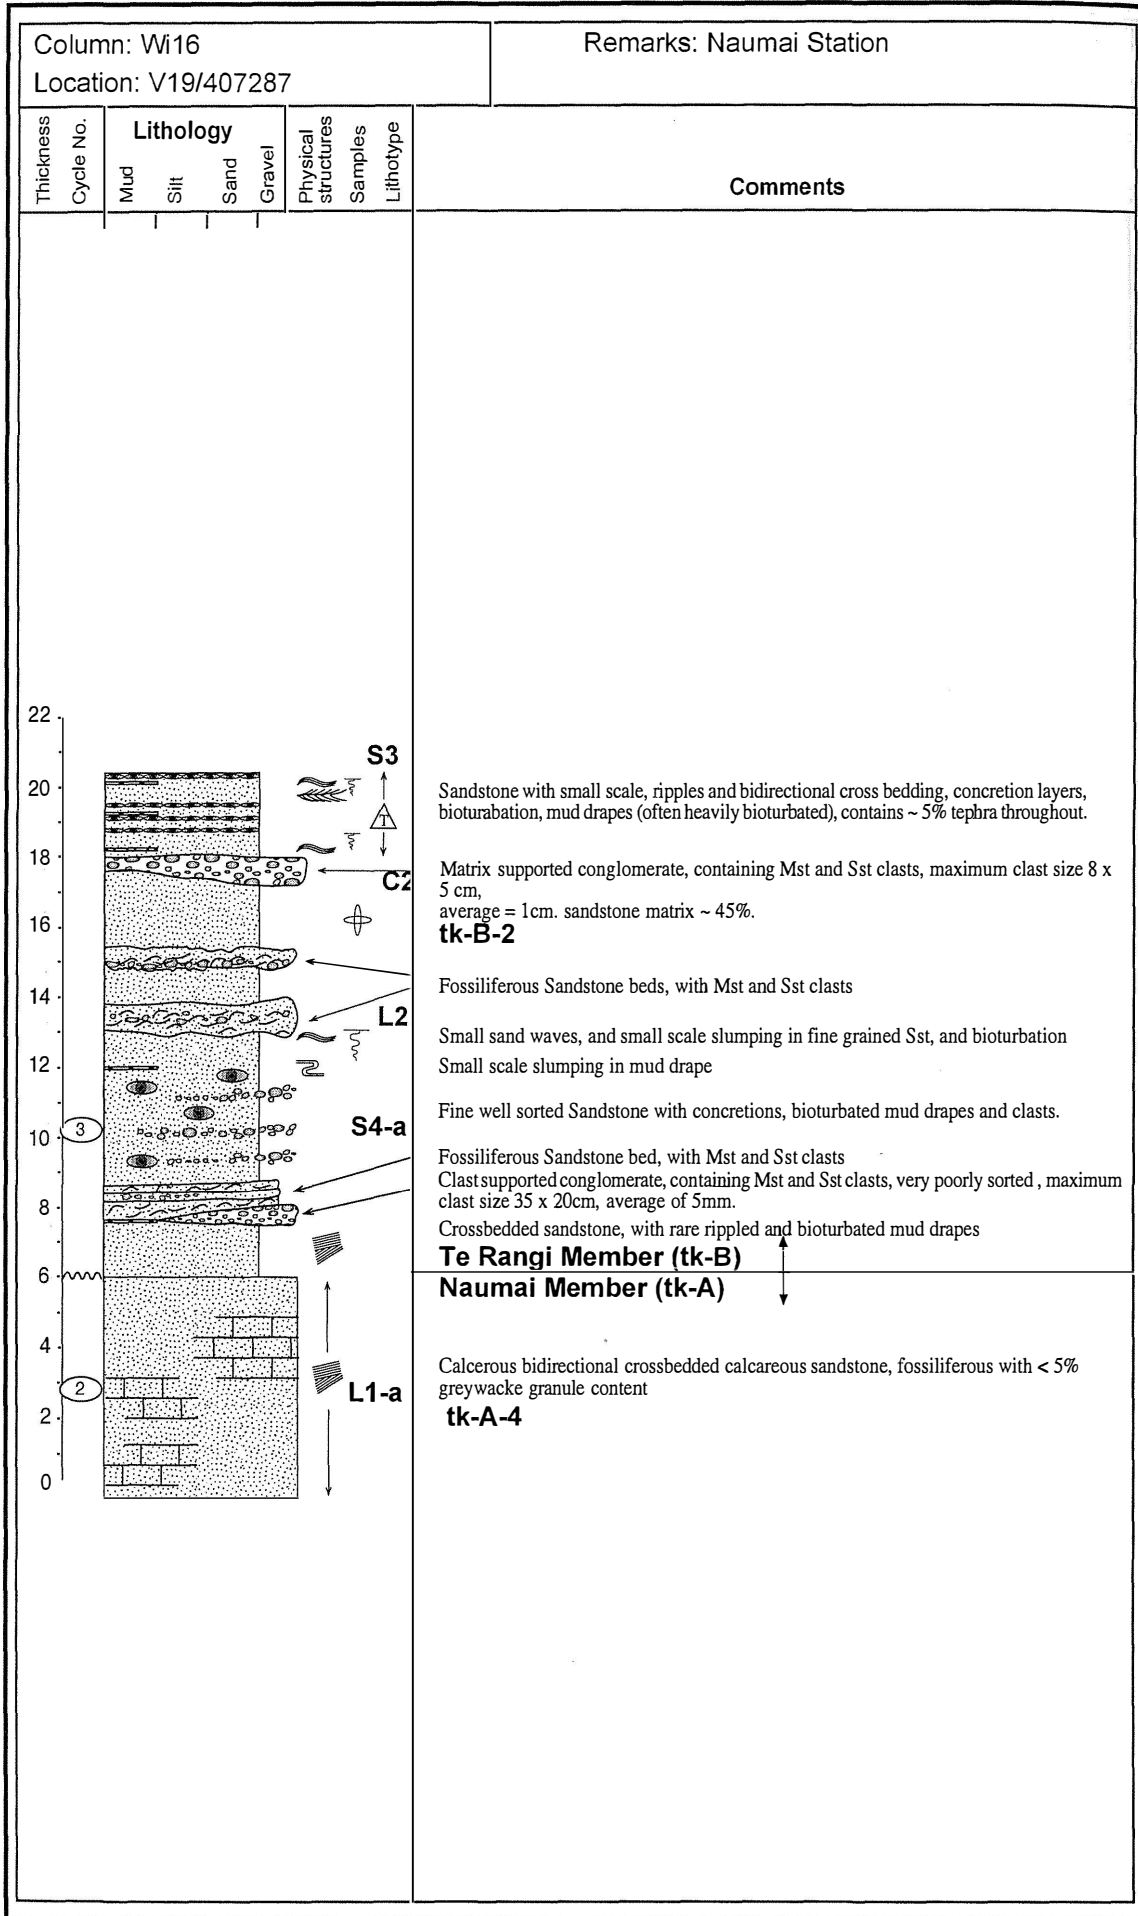 Column: Wi16
Location: V19/407287
Remarks: Naumai Station
Thickness
Cycle No.
Lithology
Mud
Silt
Sand
Gravel
Physical structures
Samples
Lithotype
Comments
22
S3
20
Sandstone with small scale, ripples and bidirectional cross bedding, concretion layers,
bioturabation, mud drapes (often heavily bioturbated), contains ~ 5% tephra throughout.
T
18
Matrix supported conglomerate, containing Mst and Sst clasts, maximum clast size 8 x
5 cm,
C2
average = 1cm. sandstone matrix ~ 45%.
16
tk-B-2
14
Fossiliferous Sandstone beds, with Mst and Sst clasts
L2
Small sand waves, and small scale slumping in fine grained Sst, and bioturbation
12
Small scale slumping in mud drape
Fine well sorted Sandstone with concretions, bioturbated mud drapes and clasts.
3
10
S4-a
Fossiliferous Sandstone bed, with Mst and Sst clasts
Clast supported conglomerate, containing Mst and Sst clasts, very poorly sorted , maximum
8
clast size 35 x 20cm, average of 5mm.
Crossbedded sandstone, with rare rippled and bioturbated mud drapes
Te Rangi Member (tk-B)
6
Naumai Member (tk-A)
4
Calcerous bidirectional crossbedded calcareous sandstone, fossiliferous with < 5%
2
L1-a
greywacke granule content
2
tk-A-4
0